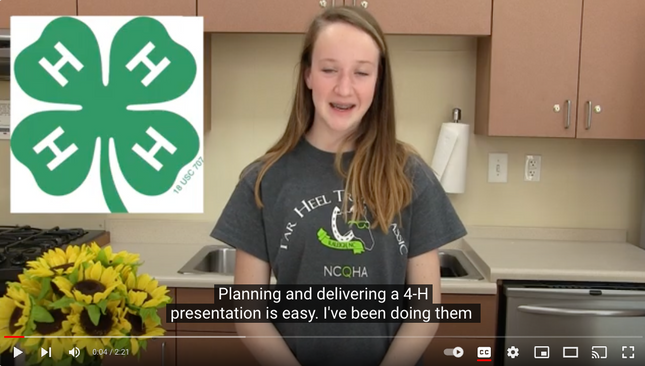 H H
H H
18 USC 707
TAR HEEL
NCQHA
Planning and delivering a 4-H
presentation is easy. I've been doing them
0:04 / 2:21
CC